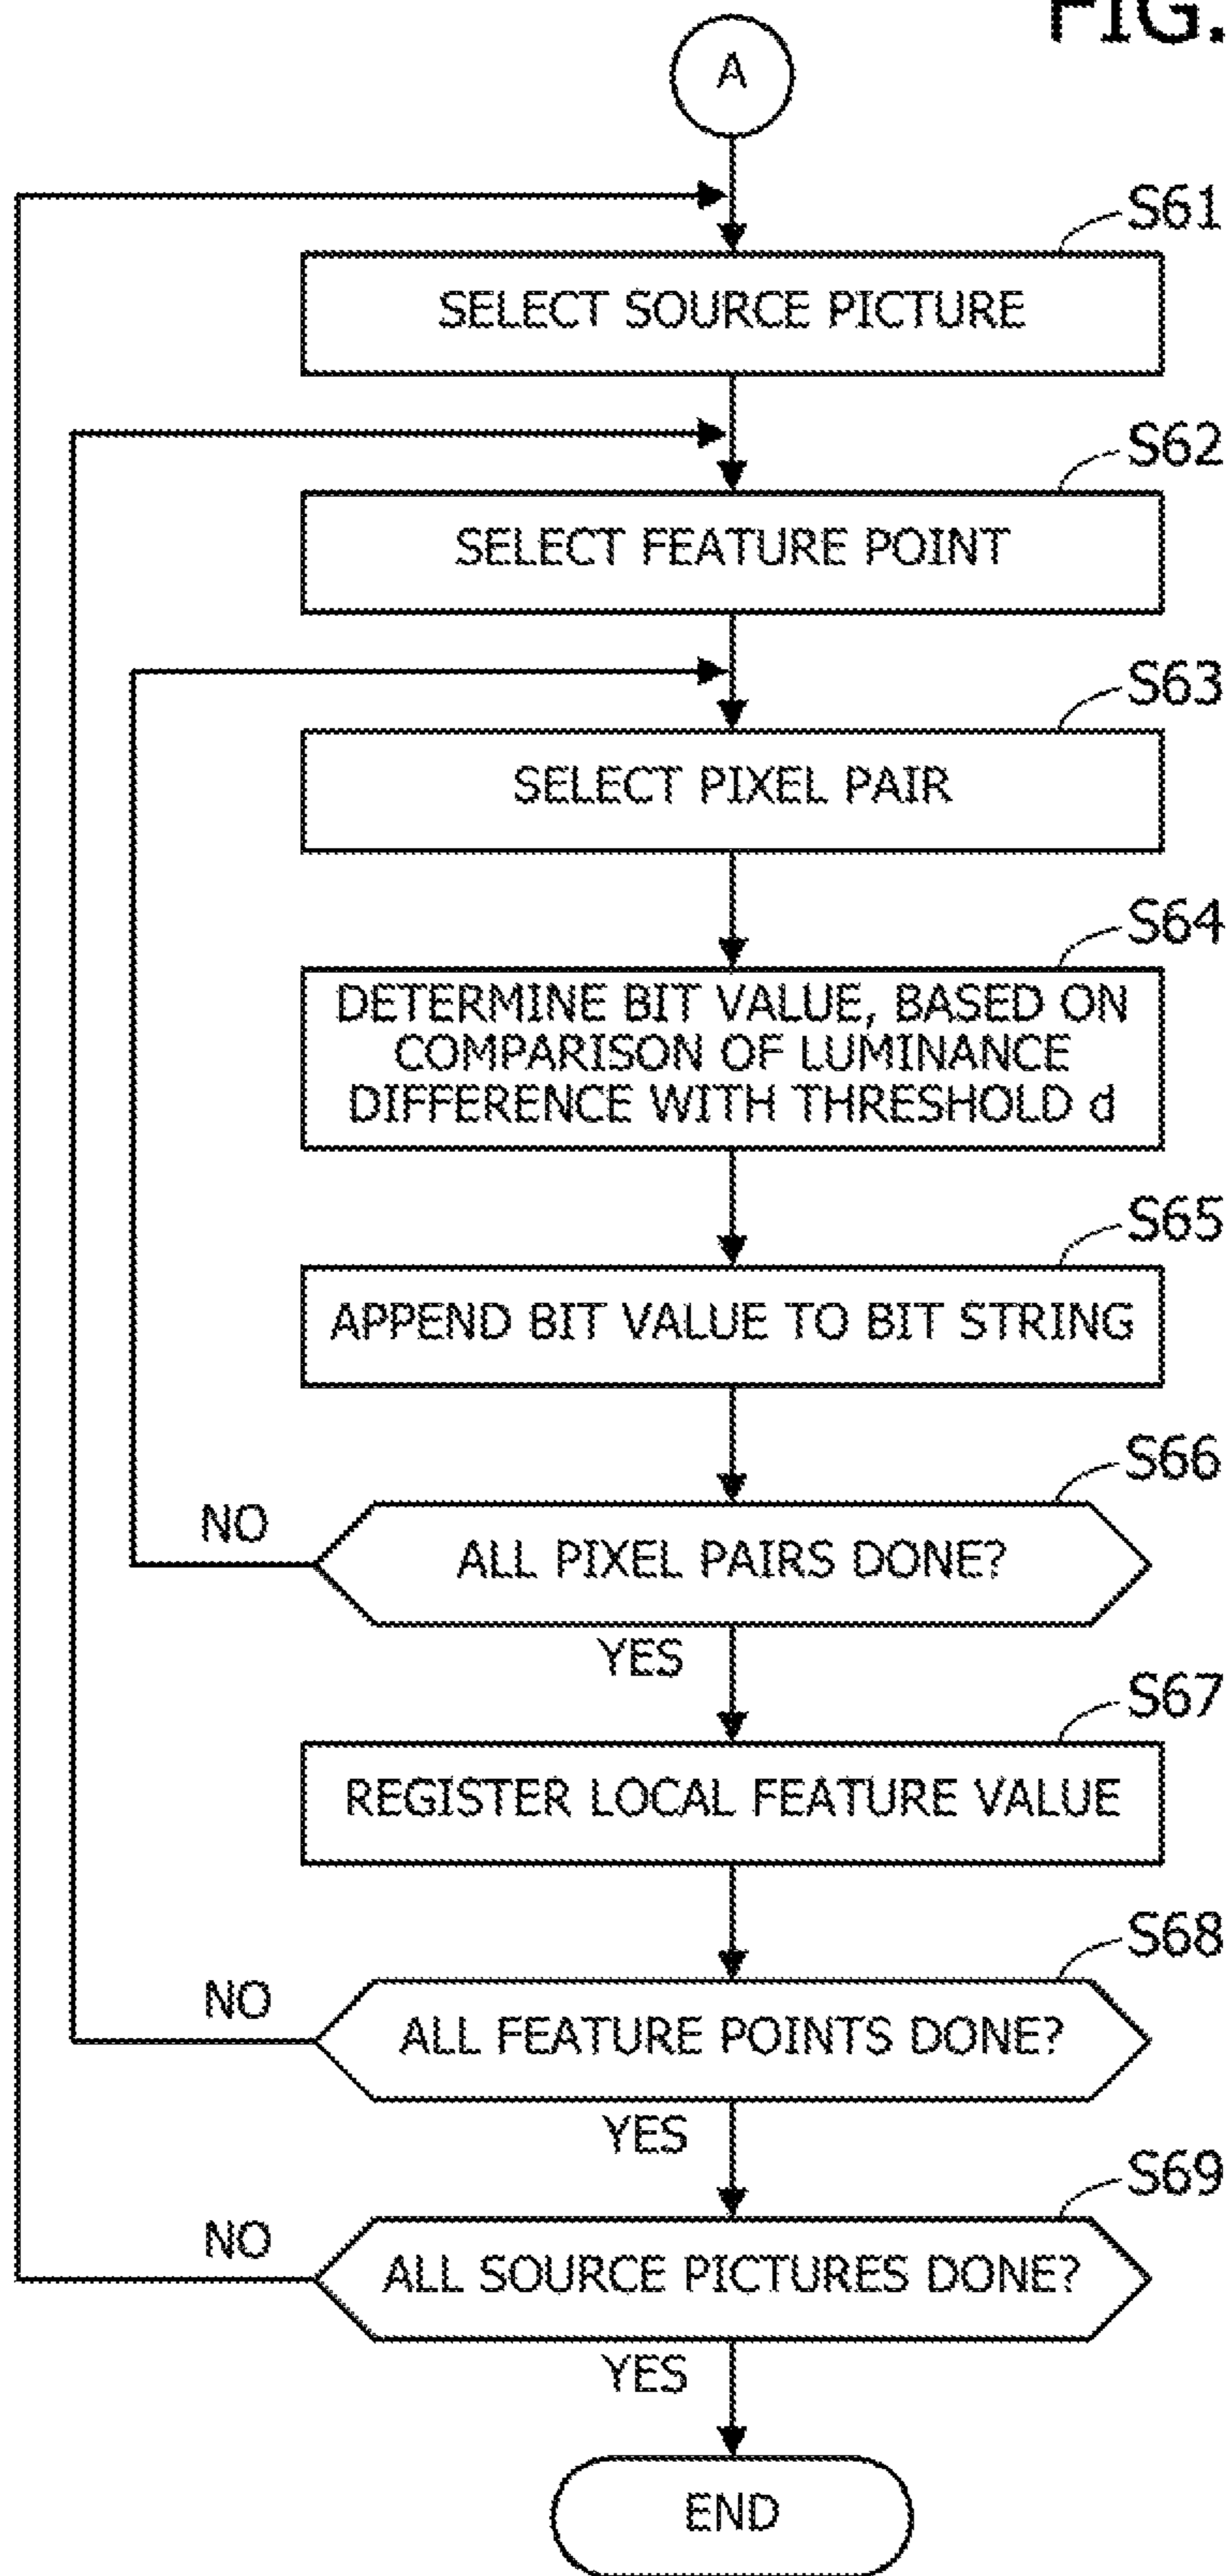 FIG.
A
S61
SELECT SOURCE PICTURE
S62
SELECT FEATURE POINT
S63
SELECT PIXEL PAIR
S64
DETERMINE BIT VALUE, BASED ON
COMPARISON OF LUMINANCE
DIFFERENCE WITH THRESHOLD d
S65
APPEND BIT VALUE TO BIT STRING
S66
NO
ALL PIXEL PAIRS DONE?
YES
S67
REGISTER LOCAL FEATURE VALUE
S68
NO
ALL FEATURE POINTS DONE?
YES
S69
NO
ALL SOURCE PICTURES DONE?
YES
END